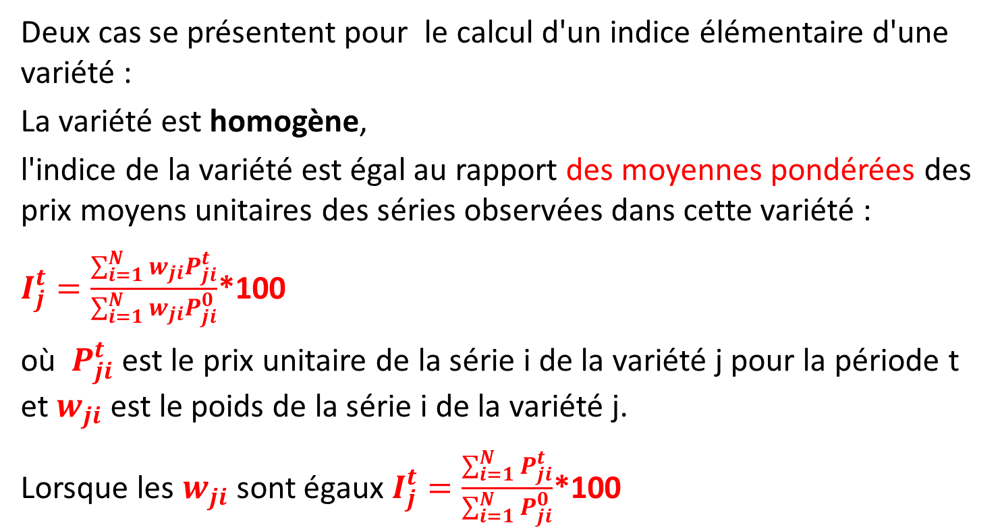 Deux cas se présentent pour  le calcul d'un indice élémentaire d'une
variété :
La variété est homogène,
l'indice de la variété est égal au rapport des moyennes pondérées des
prix moyens unitaires des séries observées dans cette variété :
I_j^t = \frac{\sum_{i=1}^{N} w_{ji} P_{ji}^t}{\sum_{i=1}^{N} w_{ji} P_{ji}^0}*100
où P_{ji}^t est le prix unitaire de la série i de la variété j pour la période t
et w_{ji} est le poids de la série i de la variété j.
Lorsque les w_{ji} sont égaux I_j^t = \frac{\sum_{i=1}^{N} P_{ji}^t}{\sum_{i=1}^{N} P_{ji}^0}*100